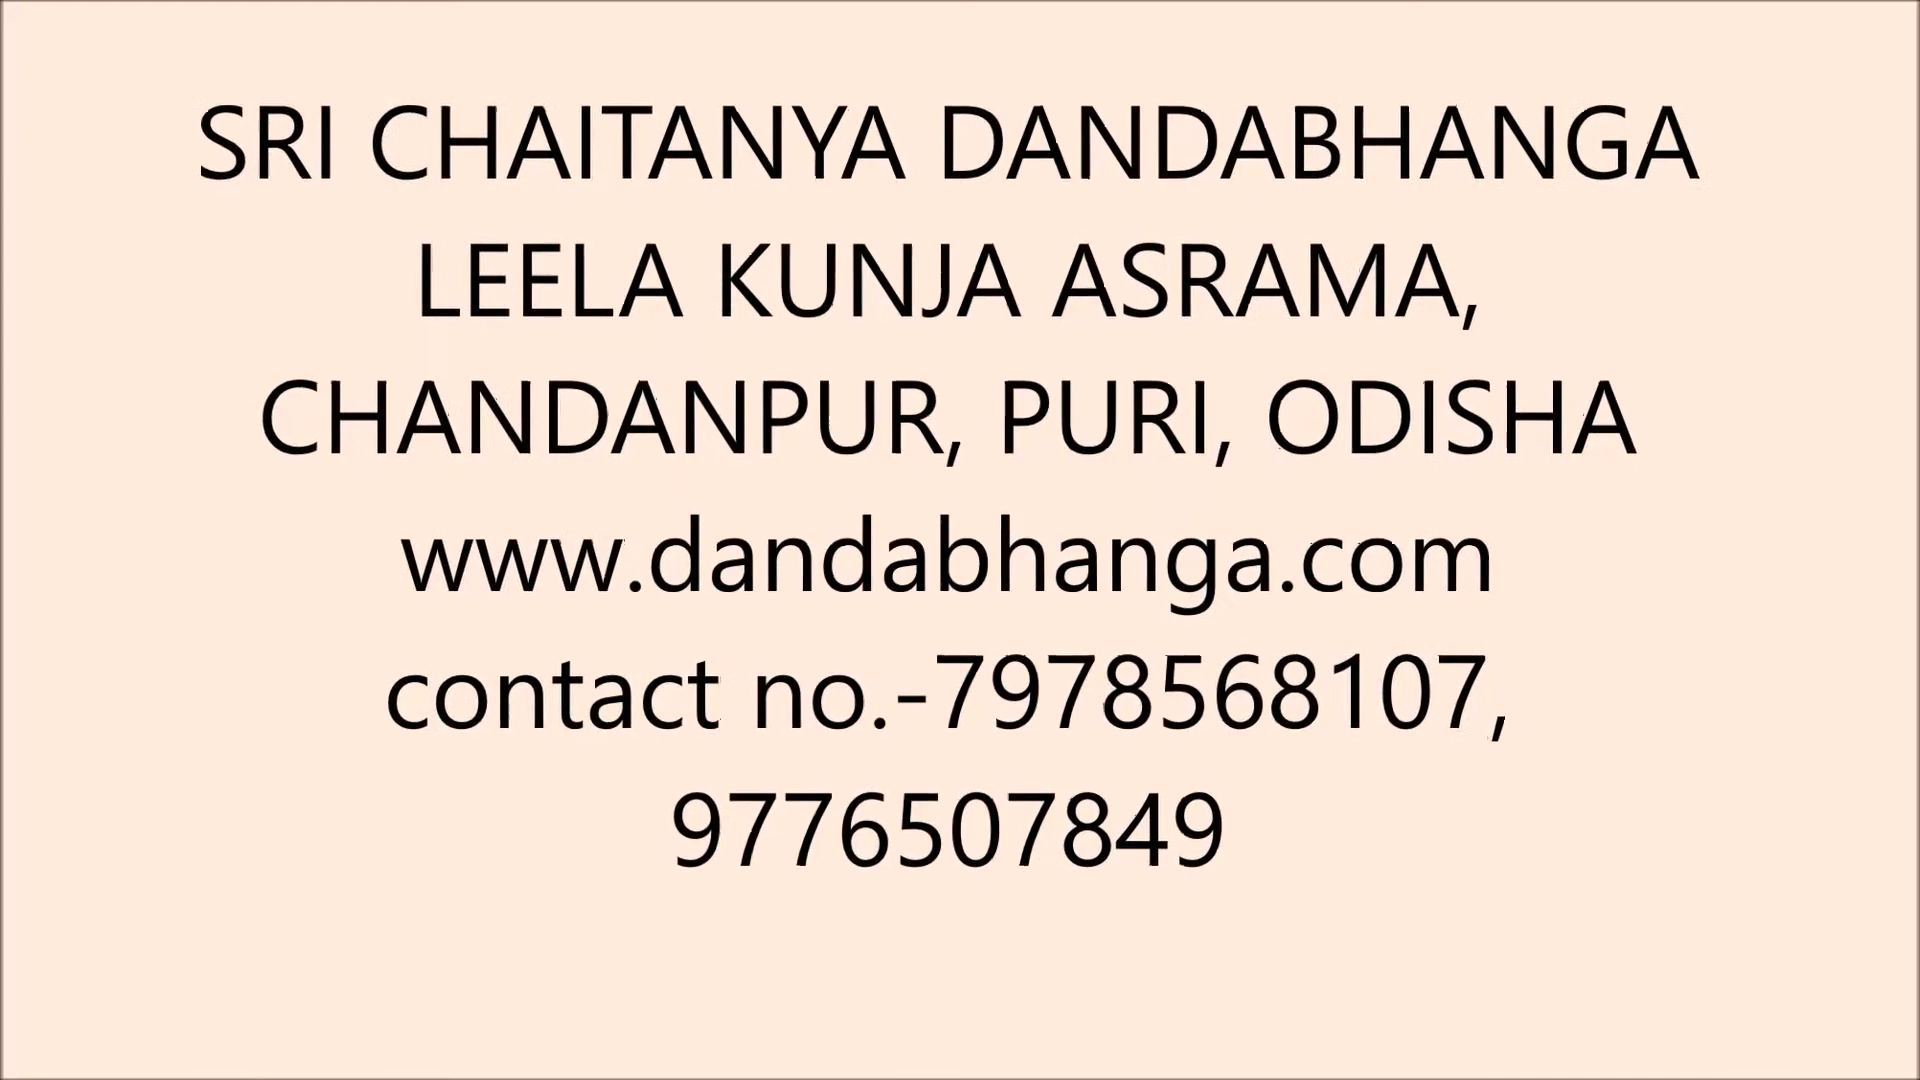 SRI CHAITANYA DANDABHANGA
LEELA KUNJA ASRAMA,
CHANDANPUR, PURI, ODISHA
www.dandabhanga.com
contact no.-7978568107,
9776507849